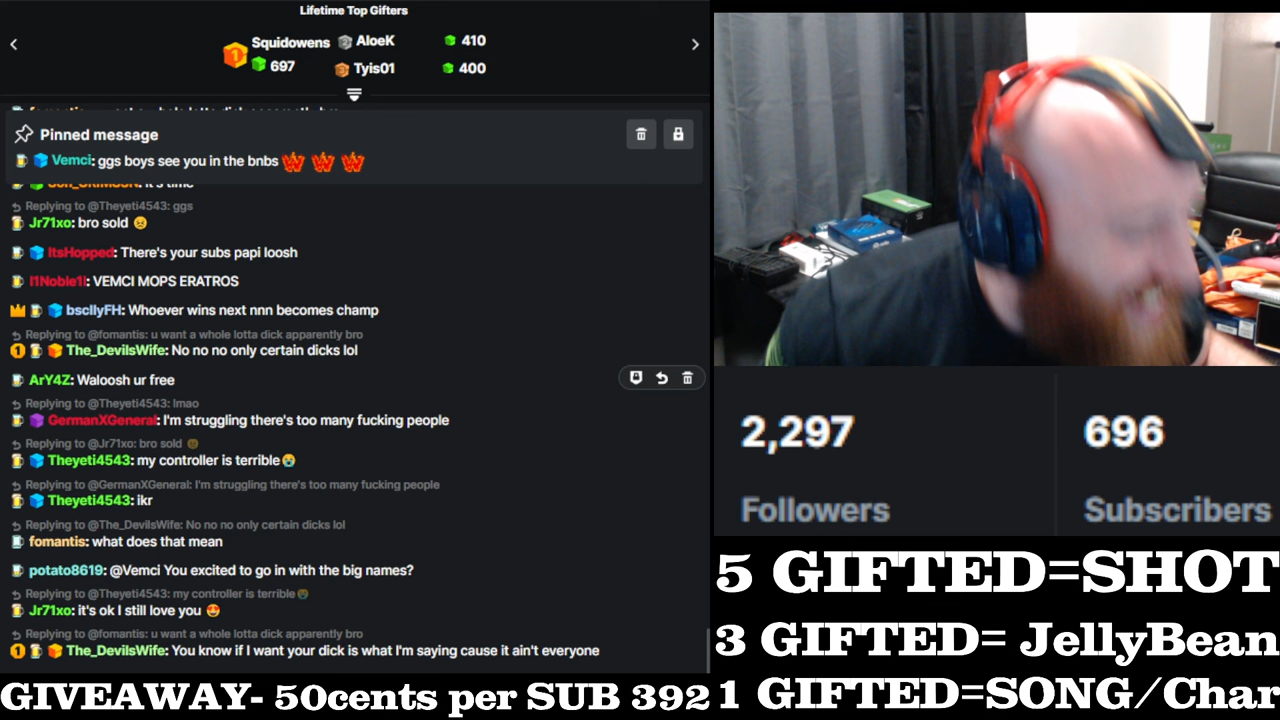 Lifetime Top Gifters
Squidowens AloeK 410
697 Tyis01 400
Pinned message
Vemci: ggs boys see you in the bnbs
Replying to @Theyeti4543: ggs
Jr71xo: bro sold
ItsHopped: There's your subs papi loosh
I1Noble1I: VEMCI MOPS ERATROS
bscllyFH: Whoever wins next nnn becomes champ
Replying to @fomantis: u want a whole lotta dick apparently bro
The_DevilsWife: No no no only certain dicks lol
ArY4Z: Waloosh ur free
Replying to @Theyeti4543: lmao
GermanXGeneral: I'm struggling there's too many fucking people
Replying to @Jr71xo: bro sold
Theyeti4543: my controller is terrible
Replying to @GermanXGeneral: I'm struggling there's too many fucking people
Theyeti4543: ikr
Replying to @The_DevilsWife: No no no only certain dicks lol
fomantis: what does that mean
potato8619: @Vemci You excited to go in with the big names?
Replying to @Theyeti4543: my controller is terrible
Jr71xo: it's ok I still love you
Replying to @fomantis: u want a whole lotta dick apparently bro
The_DevilsWife: You know if I want your dick is what I'm saying cause it ain't everyone
2,297
Followers
696
Subscribers
5 GIFTED=SHOT
3 GIFTED= JellyBean
1 GIFTED=SONG/Char
GIVEAWAY- 50cents per SUB 392